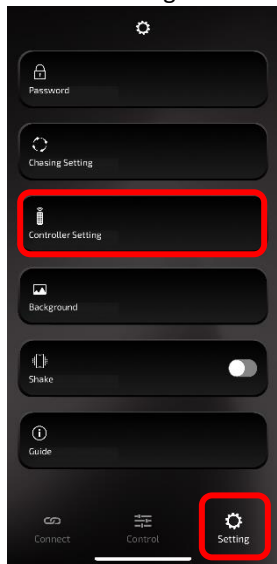 Password
Chasing Setting
Controller Setting
Background
Shake
Guide
Connect
Control
Setting